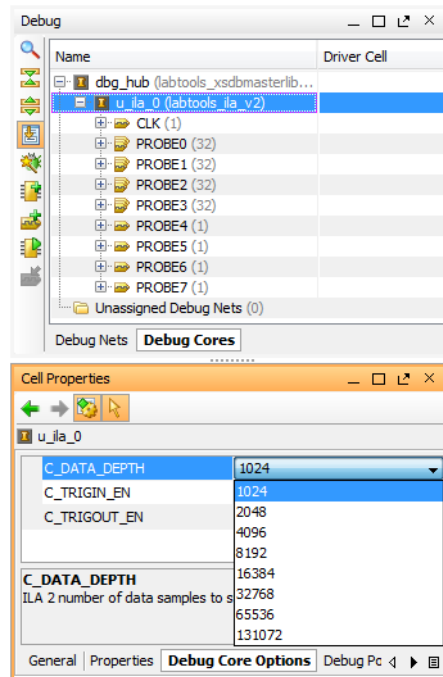 Debug
Name Driver Cell
dbg_hub (labtools_xsdbmasterlib...
u_ila_0 (labtools_ila_v2)
CLK (1)
PROBE0 (32)
PROBE1 (32)
PROBE2 (32)
PROBE3 (32)
PROBE4 (1)
PROBE5 (1)
PROBE6 (1)
PROBE7 (1)
Unassigned Debug Nets (0)
Debug Nets Debug Cores
Cell Properties
u_ila_0
C_DATA_DEPTH 1024
C_TRIGIN_EN 1024
C_TRIGOUT_EN 2048
4096
8192
16384
32768
65536
131072
C_DATA_DEPTH
ILA 2 number of data samples to s
General Properties Debug Core Options Debug Pc